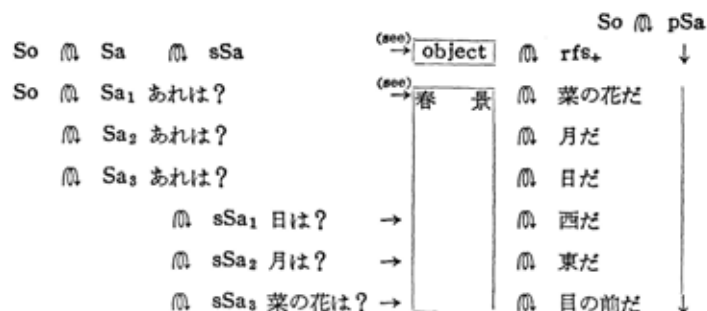 So ⋒ pSa
So ⋒ Sa ⋒ sSa (see) → object ⋒ rfs₊ ↓
So ⋒ Sa₁ あれは? (see) → 春 景 ⋒ 菜の花だ
⋒ Sa₂ あれは? ⋒ 月だ
⋒ Sa₃ あれは? ⋒ 日だ
⋒ sSa₁ 日は? → ⋒ 西だ
⋒ sSa₂ 月は? → ⋒ 東だ
⋒ sSa₃ 菜の花は? → ⋒ 目の前だ ↓